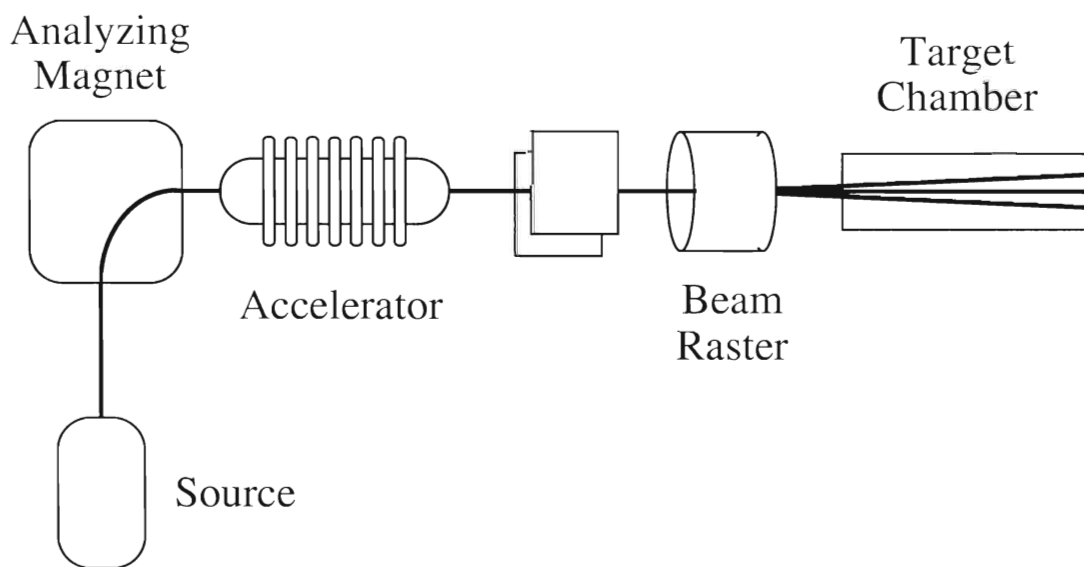 Analyzing
Magnet
Target
Chamber
Accelerator
Beam
Raster
Source